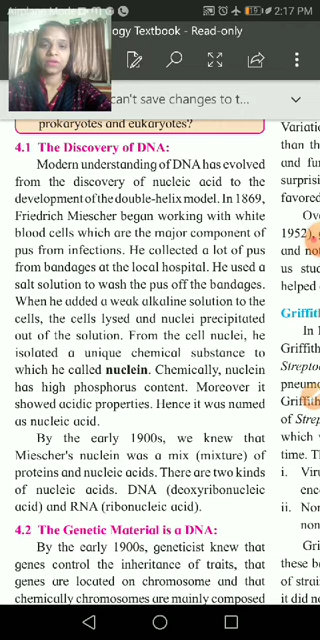 Airplane Mode
2:17 PM
ogy Textbook - Read-only
can't save changes to t...
prokaryotes and eukaryotes?
4.1 The Discovery of DNA:
Modern understanding of DNA has evolved
from the discovery of nucleic acid to the
development of the double-helix model. In 1869,
Friedrich Miescher began working with white
blood cells which are the major component of
pus from infections. He collected a lot of pus
from bandages at the local hospital. He used a
salt solution to wash the pus off the bandages.
When he added a weak alkaline solution to the
cells, the cells lysed and nuclei precipitated
out of the solution. From the cell nuclei, he
isolated a unique chemical substance to
which he called nuclein. Chemically, nuclein
has high phosphorus content. Moreover it
showed acidic properties. Hence it was named
as nucleic acid.
By the early 1900s, we knew that
Miescher's nuclein was a mix (mixture) of
proteins and nucleic acids. There are two kinds
of nucleic acids. DNA (deoxyribonucleic
acid) and RNA (ribonucleic acid).
4.2 The Genetic Material is a DNA:
By the early 1900s, geneticist knew that
genes control the inheritance of traits, that
genes are located on chromosome and that
chemically chromosomes are mainly composed
Variatio
than th
and fu
surprisi
favored
Ov
1952),
and not
us stud
helped
Griffith
In 1
Griffith
Strepto
pneumo
Griffith
of Strep
which
time. Th
i. Viru
enc
ii. Non
non
Gri
these b
of strai
it did n